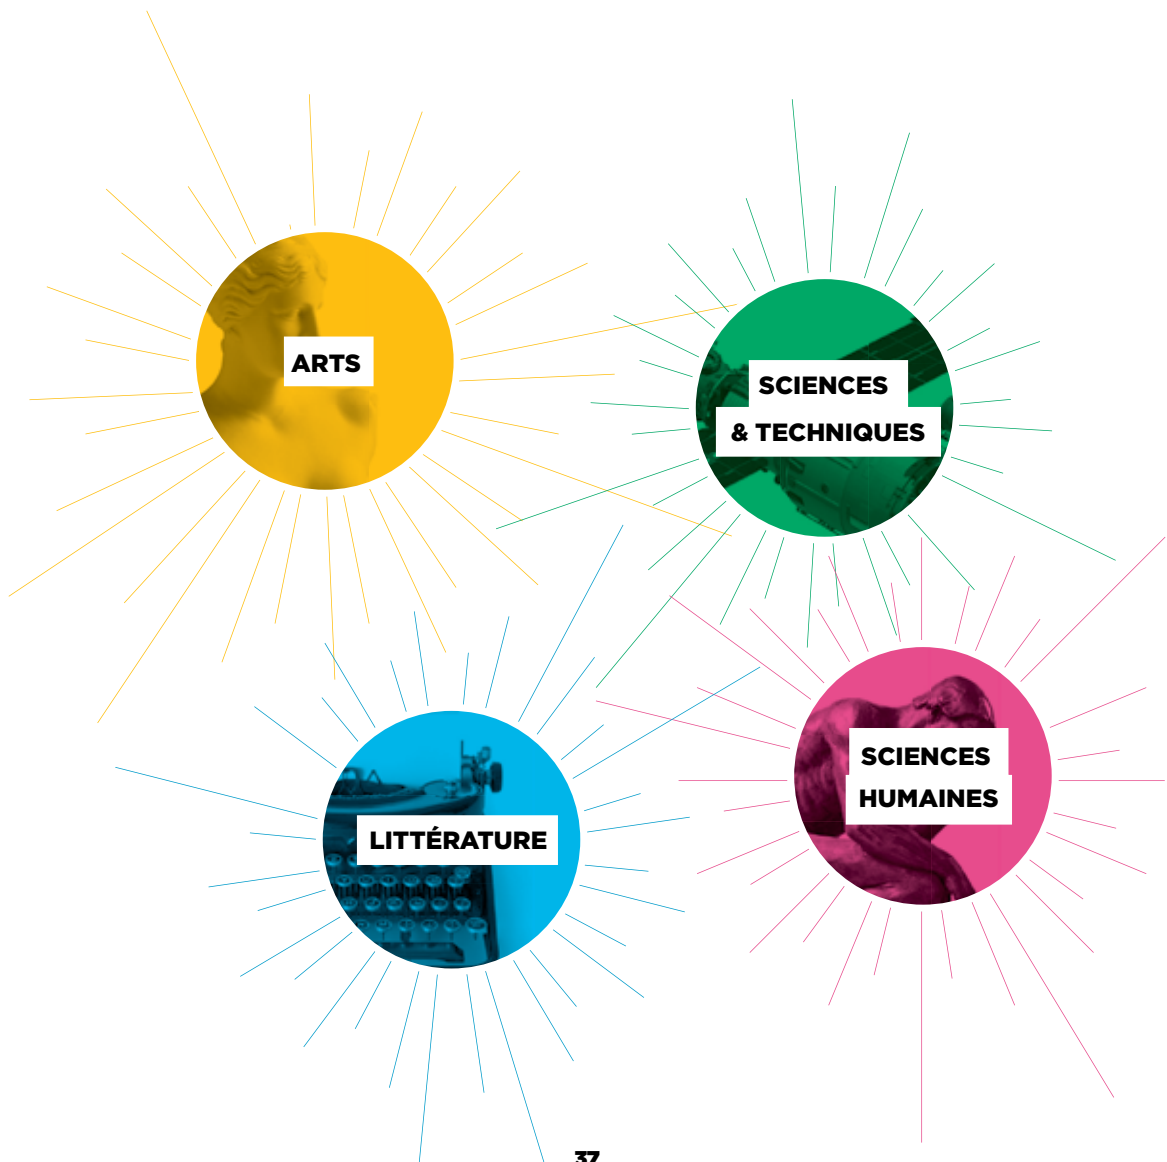 ARTS
SCIENCES
& TECHNIQUES
SCIENCES
HUMAINES
LITTÉRATURE
37